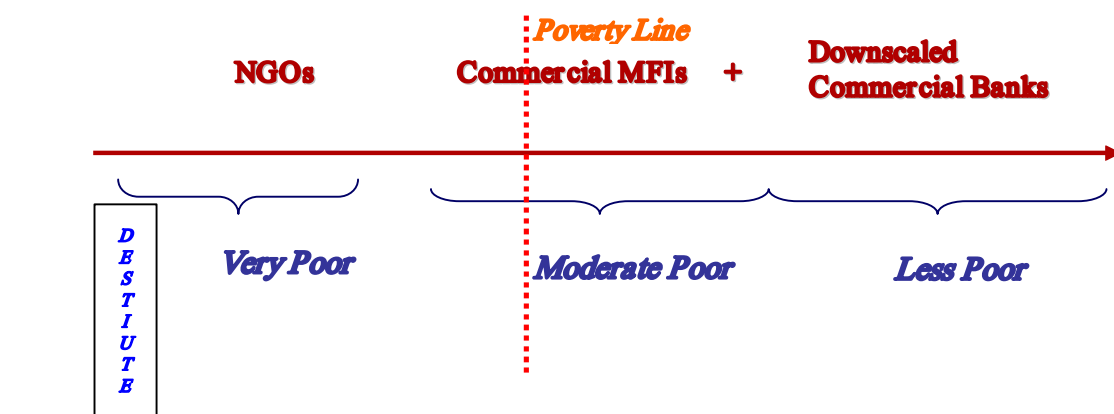 Poverty Line
NGOs
Commercial MFIs +
Downscaled
Commercial Banks
Very Poor
Moderate Poor
Less Poor
D
E
S
T
I
U
T
E